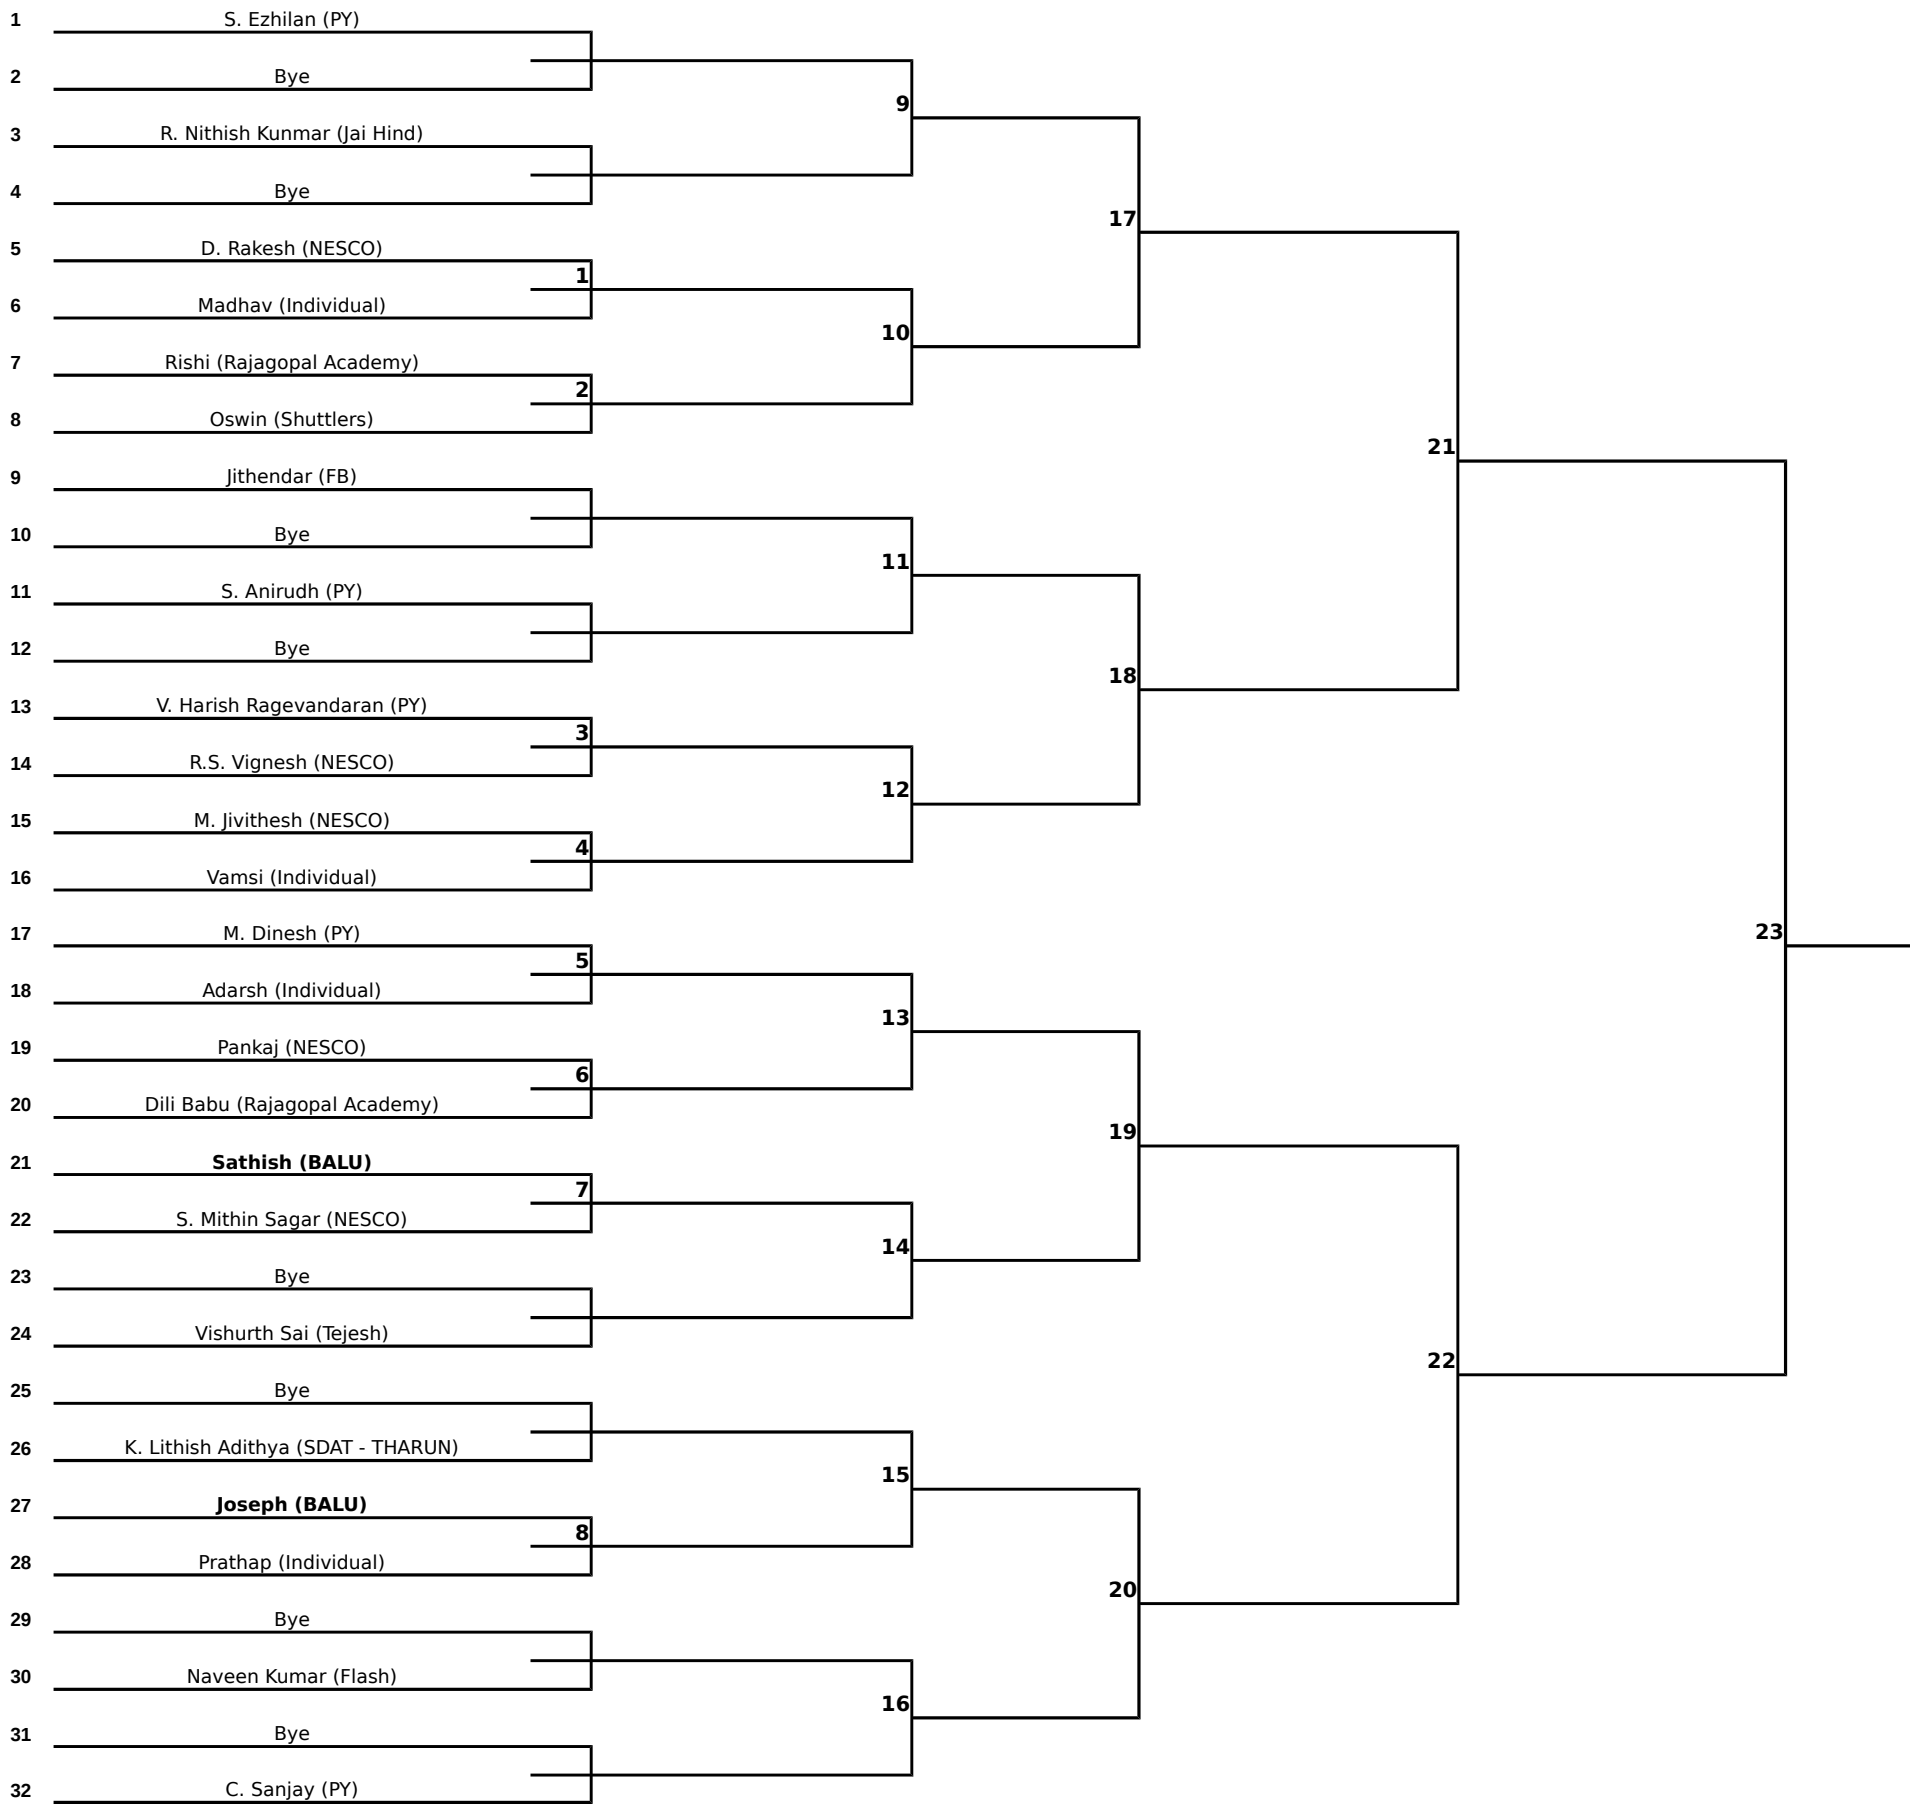 1 S. Ezhilan (PY)
2 Bye
9
3 R. Nithish Kunmar (Jai Hind)
4 Bye
17
5 D. Rakesh (NESCO)
1
6 Madhav (Individual)
10
7 Rishi (Rajagopal Academy)
2
8 Oswin (Shuttlers)
21
9 Jithendar (FB)
10 Bye
11
11 S. Anirudh (PY)
12 Bye
18
13 V. Harish Ragevandaran (PY)
3
14 R.S. Vignesh (NESCO)
12
15 M. Jivithesh (NESCO)
4
16 Vamsi (Individual)
23
17 M. Dinesh (PY)
5
18 Adarsh (Individual)
13
19 Pankaj (NESCO)
6
20 Dili Babu (Rajagopal Academy)
19
21 Sathish (BALU)
7
22 S. Mithin Sagar (NESCO)
14
23 Bye
24 Vishurth Sai (Tejesh)
22
25 Bye
26 K. Lithish Adithya (SDAT - THARUN)
15
27 Joseph (BALU)
8
28 Prathap (Individual)
20
29 Bye
30 Naveen Kumar (Flash)
16
31 Bye
32 C. Sanjay (PY)